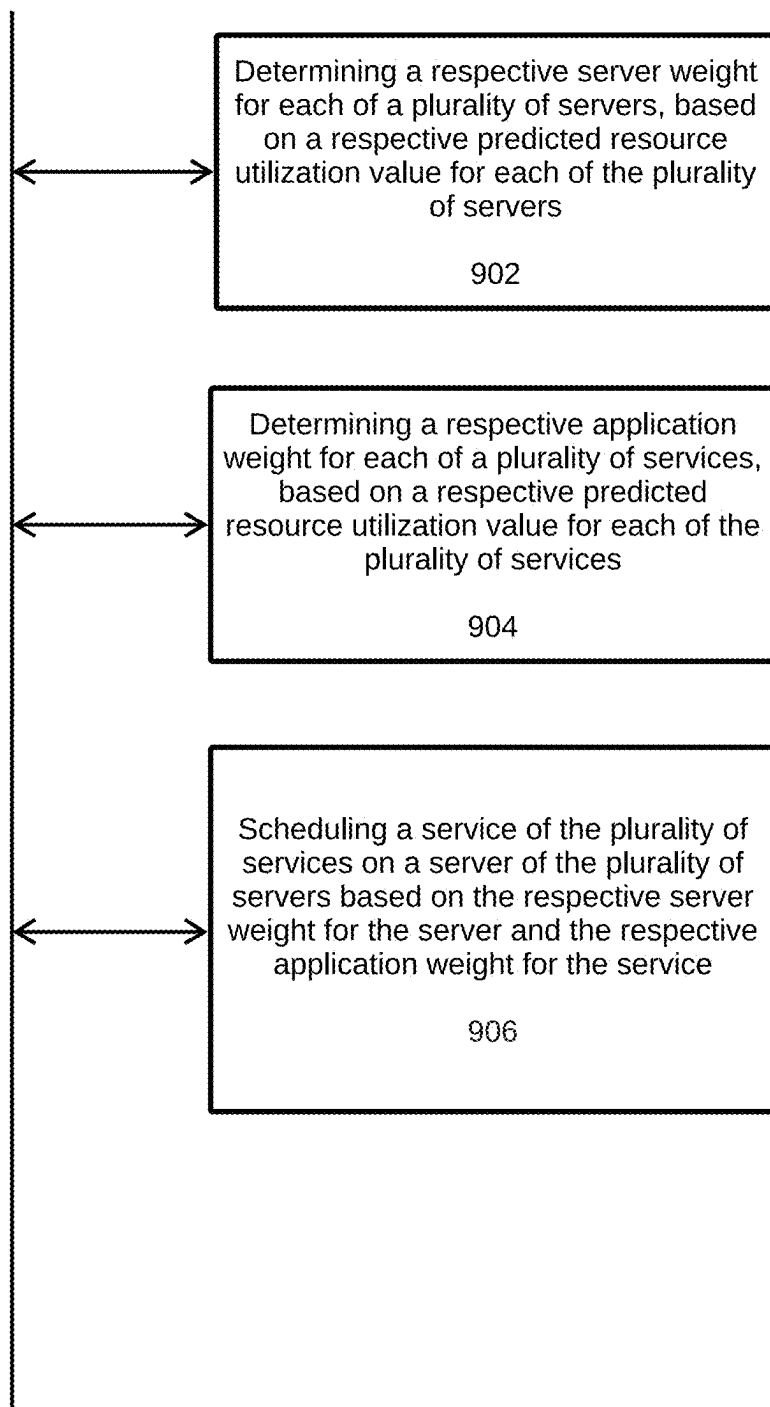 Determining a respective server weight
for each of a plurality of servers, based
on a respective predicted resource
utilization value for each of the plurality
of servers
902
Determining a respective application
weight for each of a plurality of services,
based on a respective predicted
resource utilization value for each of the
plurality of services
904
Scheduling a service of the plurality of
services on a server of the plurality of
servers based on the respective server
weight for the server and the respective
application weight for the service
906